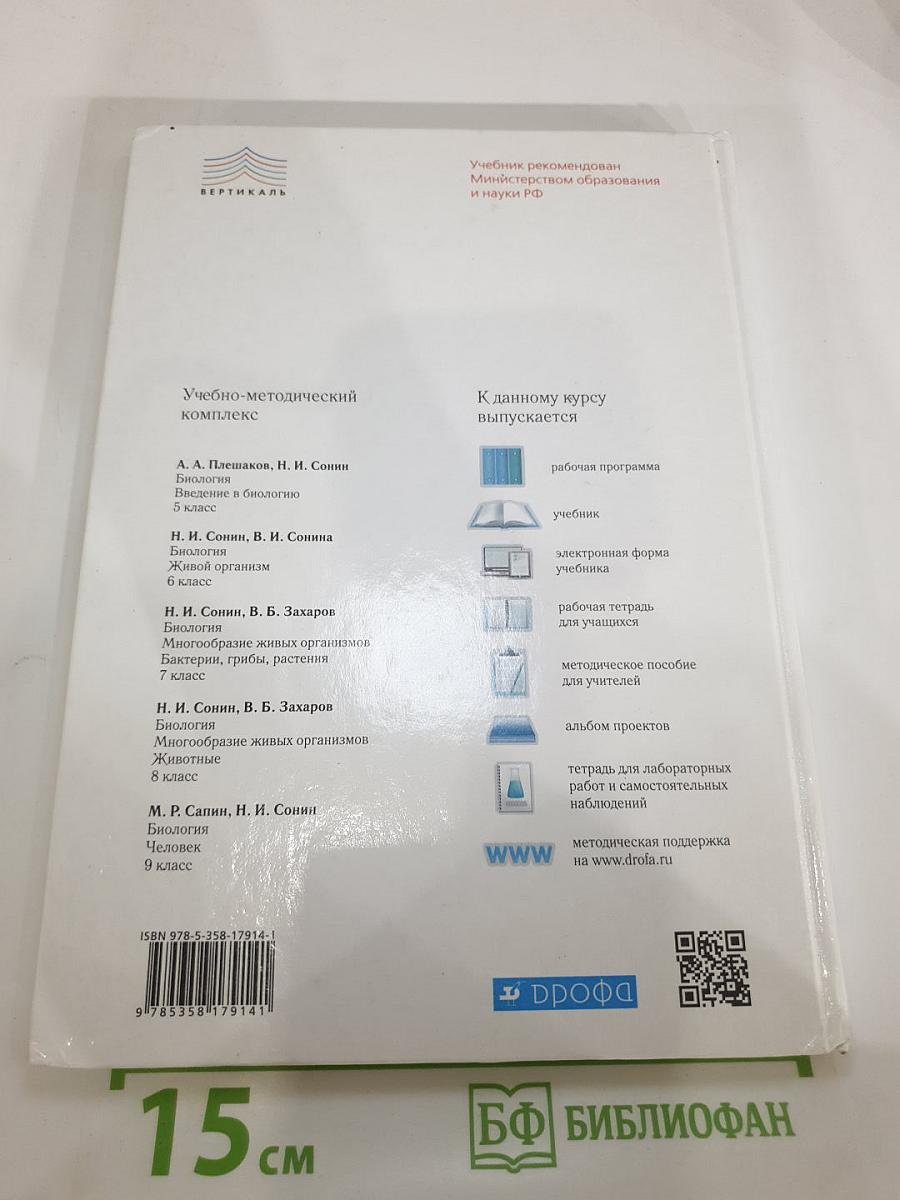 ВЕРТИКАЛЬ
Учебник рекомендован
Министерством образования
и науки РФ
Учебно-методический
комплекс
А. А. Плешаков, Н. И. Сонин
Биология
Введение в биологию
5 класс
Н. И. Сонин, В. И. Сонина
Биология
Живой организм
6 класс
Н. И. Сонин, В. Б. Захаров
Биология
Многообразие живых организмов
Бактерии, грибы, растения
7 класс
Н. И. Сонин, В. Б. Захаров
Биология
Многообразие живых организмов
Животные
8 класс
М. Р. Сапин, Н. И. Сонин
Биология
Человек
9 класс
К данному курсу
выпускается
рабочая программа
учебник
электронная форма
учебника
рабочая тетрадь
для учащихся
методическое пособие
для учителей
альбом проектов
тетрадь для лабораторных
работ и самостоятельных
наблюдений
www
методическая поддержка
на www.drofa.ru
ISBN 978-5-358-17914-1
9 785358 179141
дрофа
15 см
БФ БИБЛИОФАН